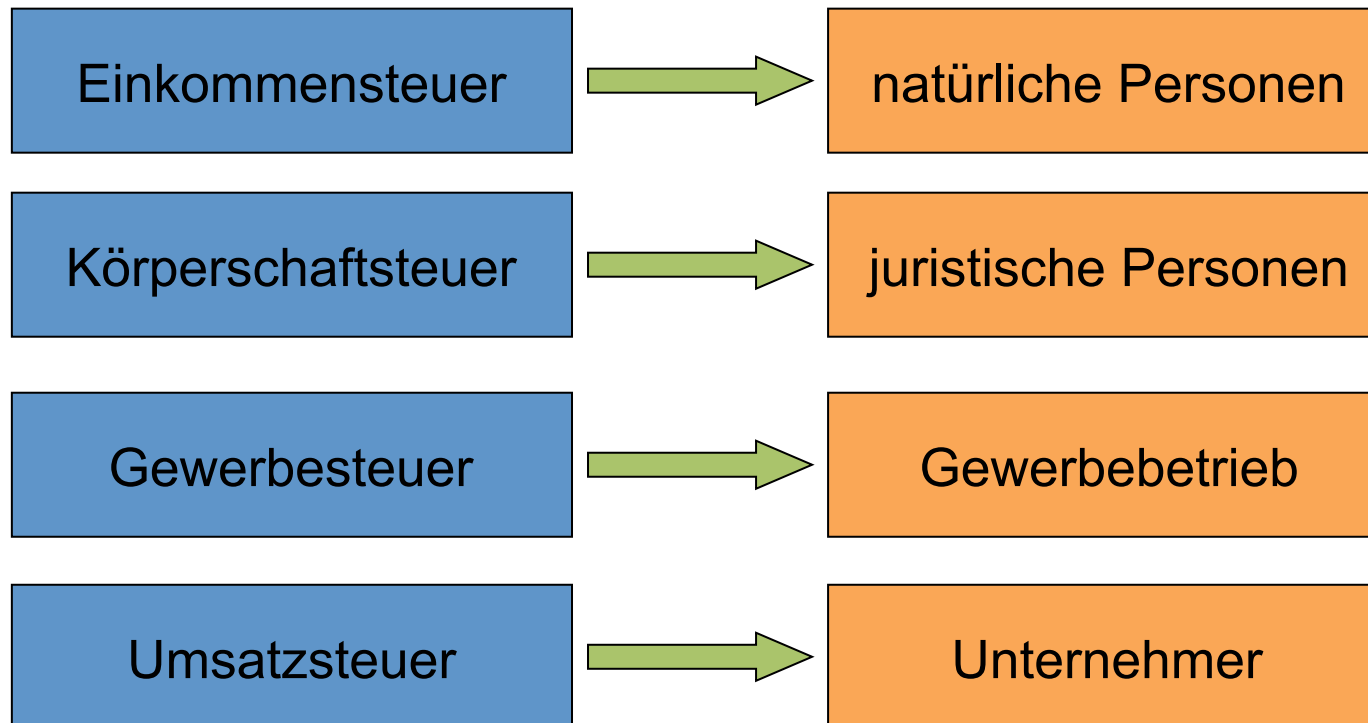 Einkommensteuer
natürliche Personen
Körperschaftsteuer
juristische Personen
Gewerbesteuer
Gewerbebetrieb
Umsatzsteuer
Unternehmer